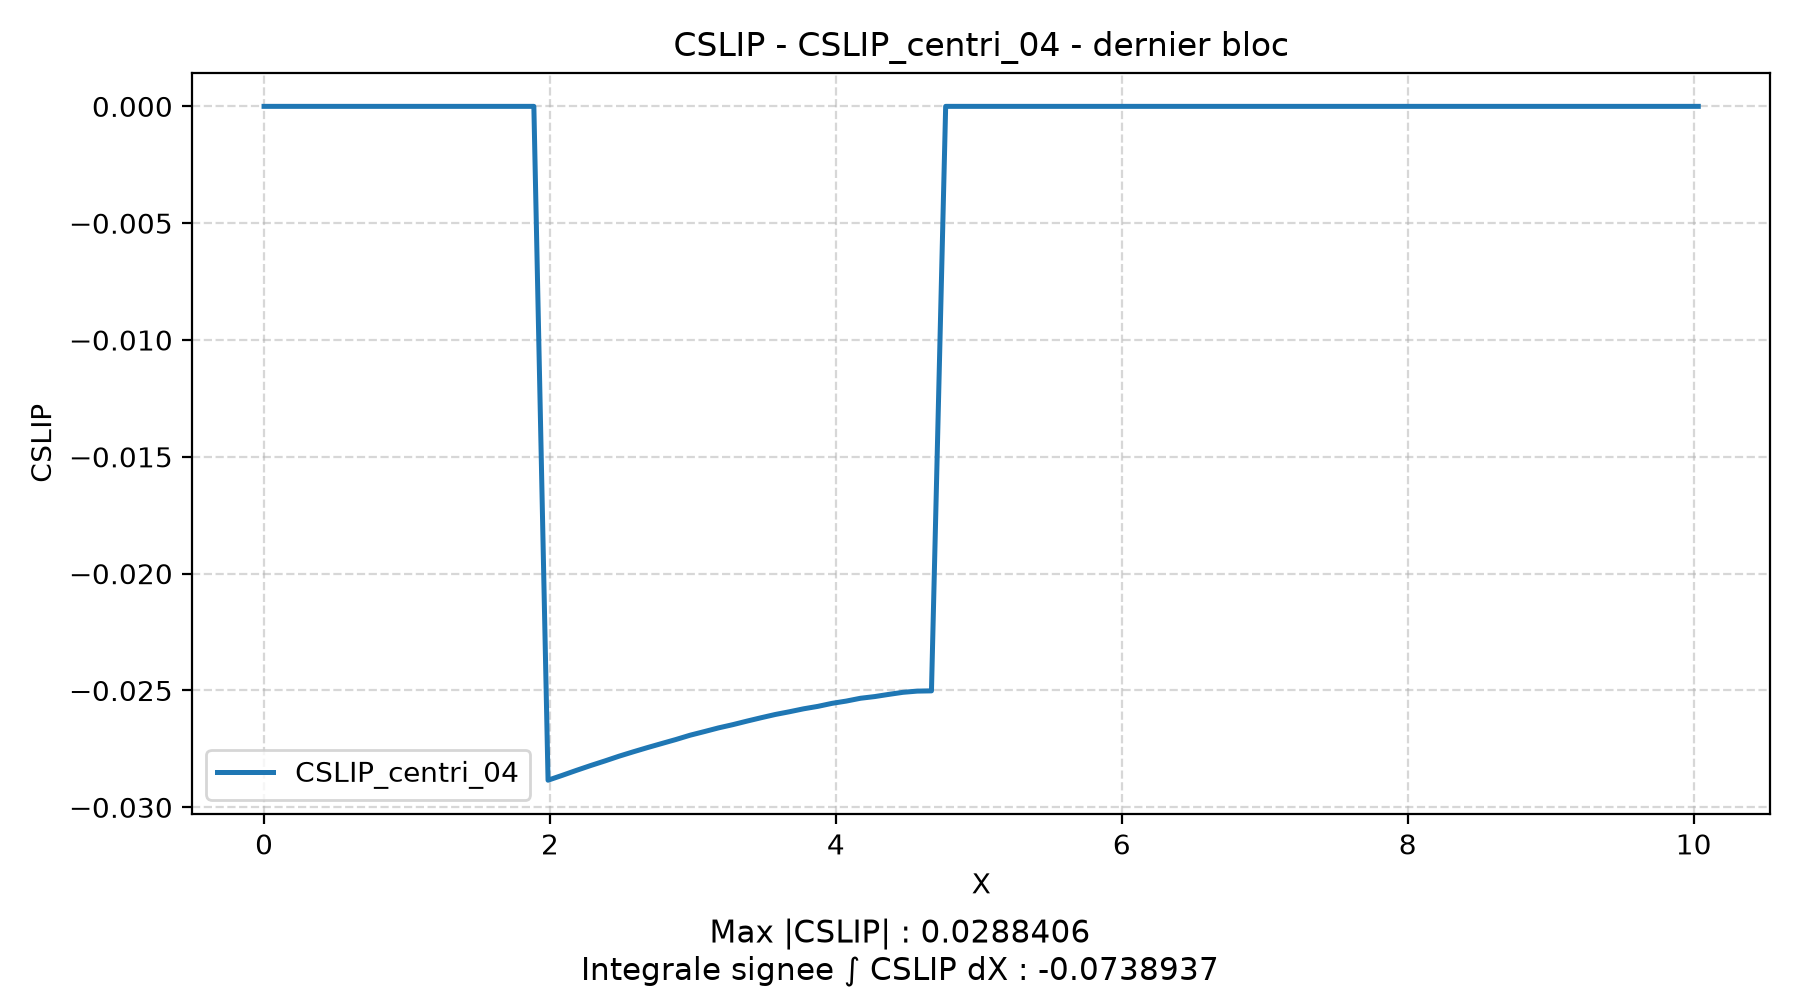 CSLIP - CSLIP_centri_04 - dernier bloc
0.000
−0.005
−0.010
−0.015
−0.020
−0.025
−0.030
CSLIP
CSLIP_centri_04
0 2 4 6 8 10
X
Max |CSLIP| : 0.0288406
Integrale signee ∫ CSLIP dX : -0.0738937